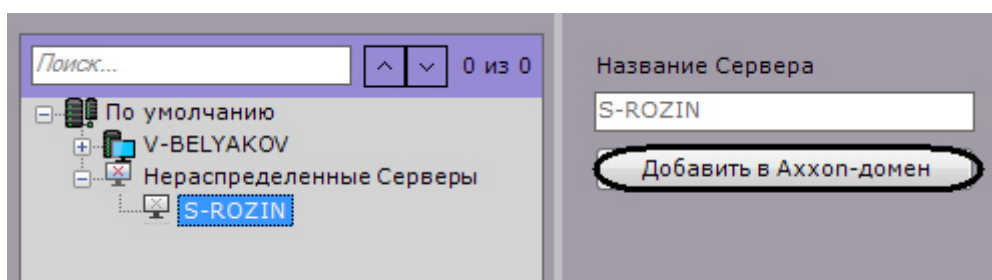 Поиск...
0 из 0
По умолчанию
V-BELYAKOV
Нераспределенные Серверы
S-ROZIN
Название Сервера
S-ROZIN
Добавить в Axxon-домен